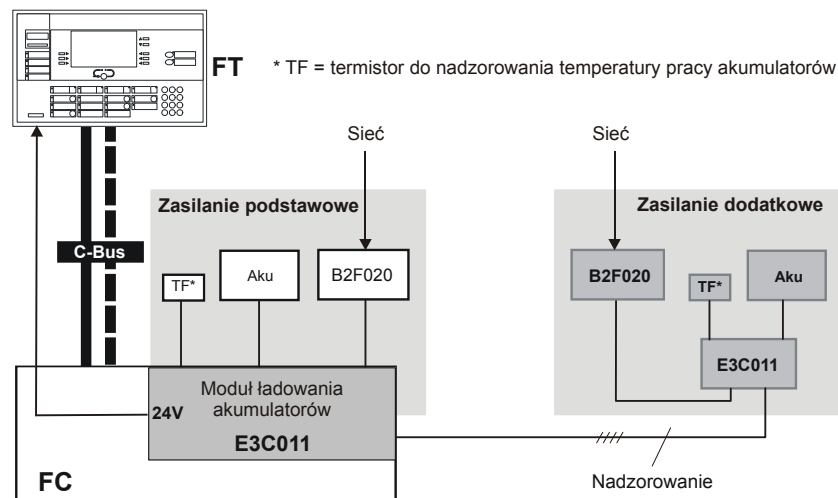 FT
* TF = termistor do nadzorowania temperatury pracy akumulatorów
Sieć
Sieć
Zasilanie podstawowe
Zasilanie dodatkowe
C-Bus
TF*
Aku
B2F020
B2F020
TF*
Aku
E3C011
Moduł ładowania
akumulatorów
24V
E3C011
FC
Nadzorowanie